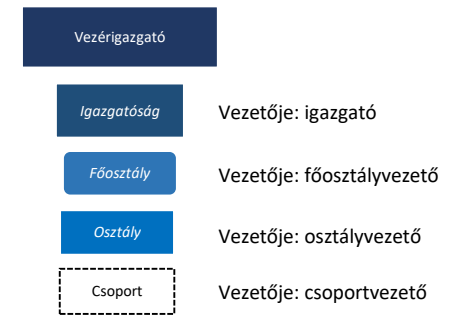 Vezérigazgató
Igazgatóság Vezetője: igazgató
Főosztály Vezetője: főosztályvezető
Osztály Vezetője: osztályvezető
Csoport Vezetője: csoportvezető